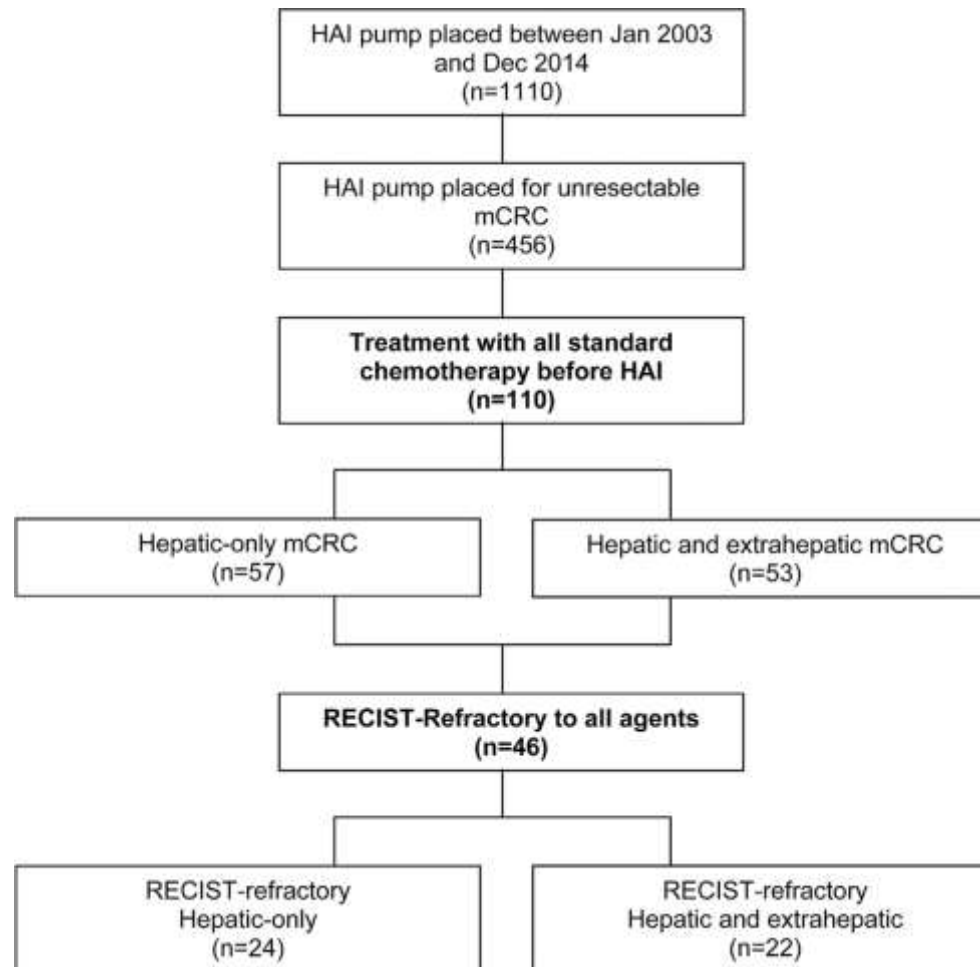 HAI pump placed between Jan 2003
and Dec 2014
(n=1110)
HAI pump placed for unresectable
mCRC
(n=456)
Treatment with all standard
chemotherapy before HAI
(n=110)
Hepatic-only mCRC
(n=57)
Hepatic and extrahepatic mCRC
(n=53)
RECIST-Refractory to all agents
(n=46)
RECIST-refractory
Hepatic-only
(n=24)
RECIST-refractory
Hepatic and extrahepatic
(n=22)